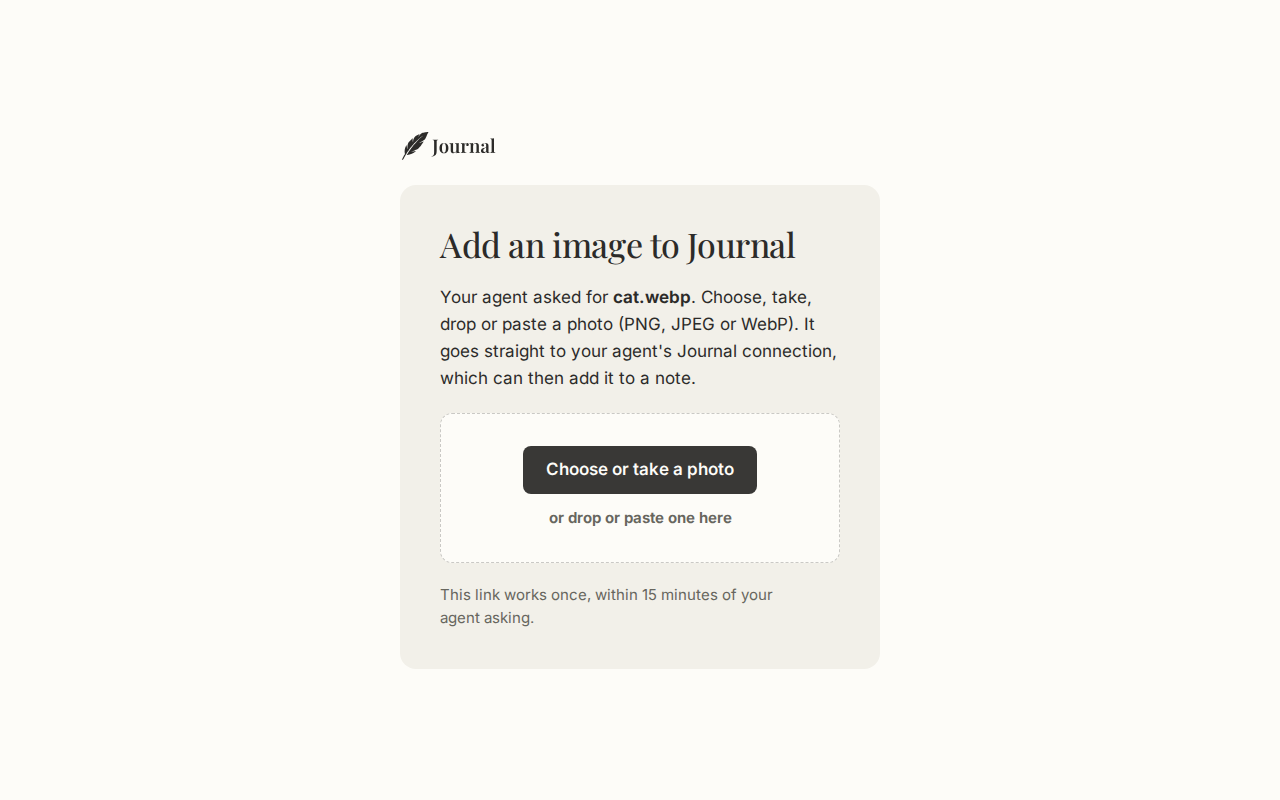 Journal
Add an image to Journal
Your agent asked for cat.webp. Choose, take,
drop or paste a photo (PNG, JPEG or WebP). It
goes straight to your agent's Journal connection,
which can then add it to a note.
Choose or take a photo
or drop or paste one here
This link works once, within 15 minutes of your
agent asking.